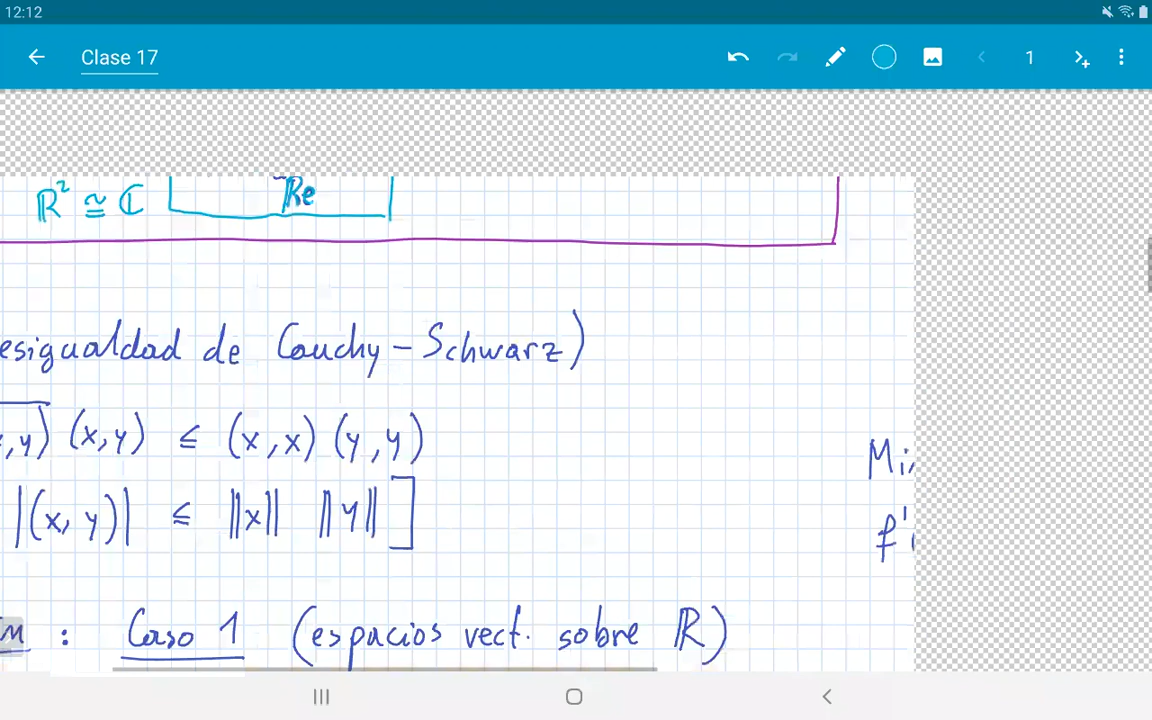 12:12
Clase 17
1
R² ≅ ℂ
Re
esigualdad de Cauchy-Schwarz)
,y) (x,y) ≤ (x,x) (y,y)
|(x,y)| ≤ ||x|| ||y|| ]
M : Caso 1 (espacios vect. sobre ℝ)